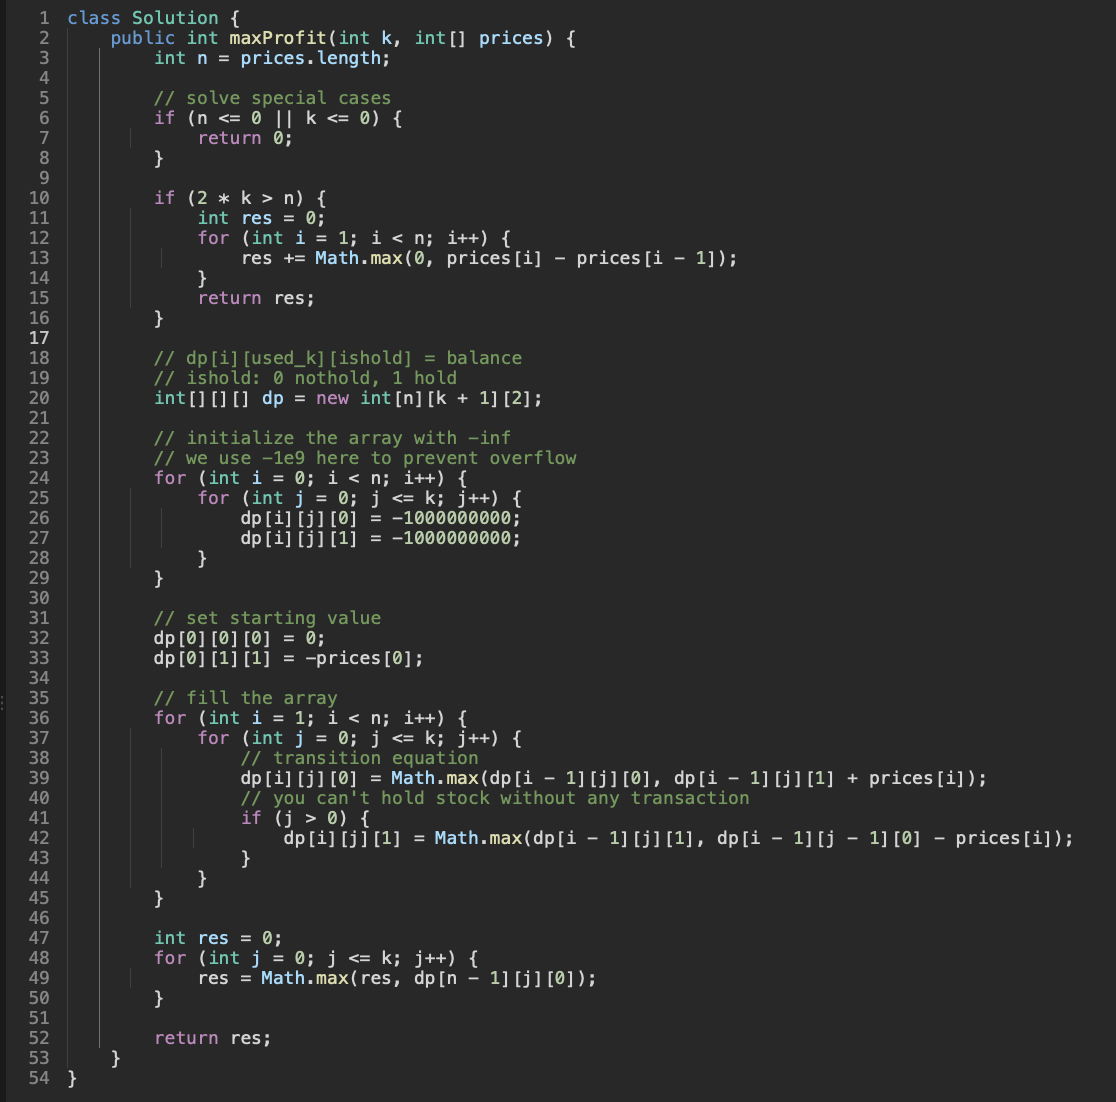 1 class Solution {
2     public int maxProfit(int k, int[] prices) {
3         int n = prices.length;
4
5         // solve special cases
6         if (n <= 0 || k <= 0) {
7             return 0;
8         }
9
10         if (2 * k > n) {
11             int res = 0;
12             for (int i = 1; i < n; i++) {
13                 res += Math.max(0, prices[i] - prices[i - 1]);
14             }
15             return res;
16         }
17
18         // dp[i][used_k][ishold] = balance
19         // ishold: 0 nothold, 1 hold
20         int[][][] dp = new int[n][k + 1][2];
21
22         // initialize the array with -inf
23         // we use -1e9 here to prevent overflow
24         for (int i = 0; i < n; i++) {
25             for (int j = 0; j <= k; j++) {
26                 dp[i][j][0] = -1000000000;
27                 dp[i][j][1] = -1000000000;
28             }
29         }
30
31         // set starting value
32         dp[0][0][0] = 0;
33         dp[0][1][1] = -prices[0];
34
35         // fill the array
36         for (int i = 1; i < n; i++) {
37             for (int j = 0; j <= k; j++) {
38                 // transition equation
39                 dp[i][j][0] = Math.max(dp[i - 1][j][0], dp[i - 1][j][1] + prices[i]);
40                 // you can't hold stock without any transaction
41                 if (j > 0) {
42                     dp[i][j][1] = Math.max(dp[i - 1][j][1], dp[i - 1][j - 1][0] - prices[i]);
43                 }
44             }
45         }
46
47         int res = 0;
48         for (int j = 0; j <= k; j++) {
49             res = Math.max(res, dp[n - 1][j][0]);
50         }
51
52         return res;
53     }
54 }